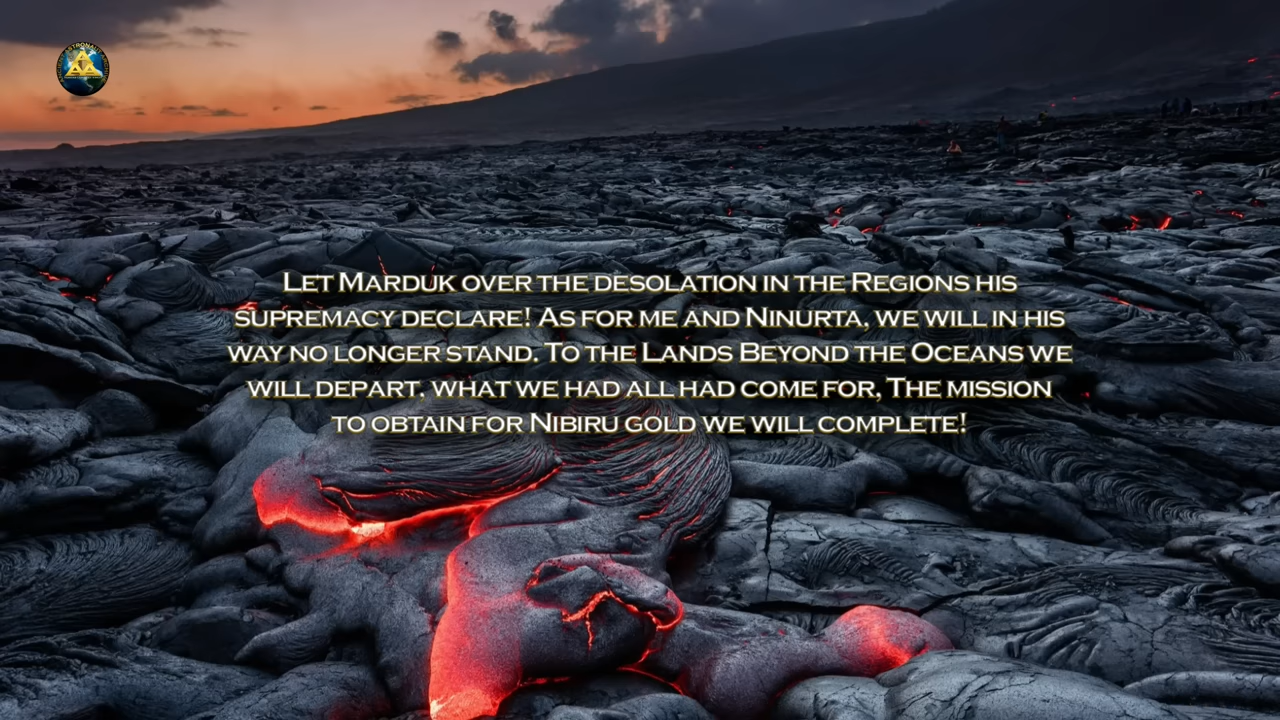 Let Marduk over the desolation in the Regions his
supremacy declare! As for me and Ninurta, we will in his
way no longer stand. To the Lands Beyond the Oceans we
will depart. what we had all had come for, The mission
to obtain for Nibiru gold we will complete!